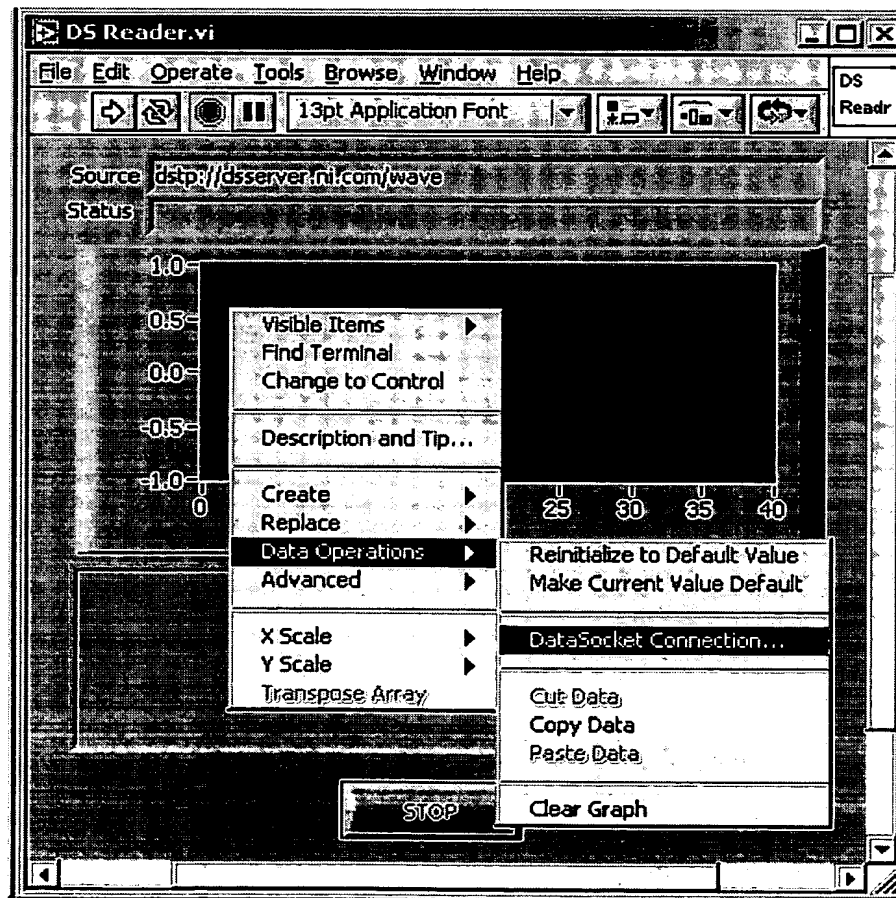 DS Reader.vi
File Edit Operate Tools Browse Window Help
DS
Readr
13pt Application Font
Source dstp://dsserver.ni.com/wave
Status
1.0
0.5
0.0
-0.5
-1.0
0 25 30 35 40
Visible Items
Find Terminal
Change to Control
Description and Tip...
Create
Replace
Data Operations
Advanced
X Scale
Y Scale
Transpose Array
Reinitialize to Default Value
Make Current Value Default
DataSocket Connection...
Cut Data
Copy Data
Paste Data
Clear Graph
STOP